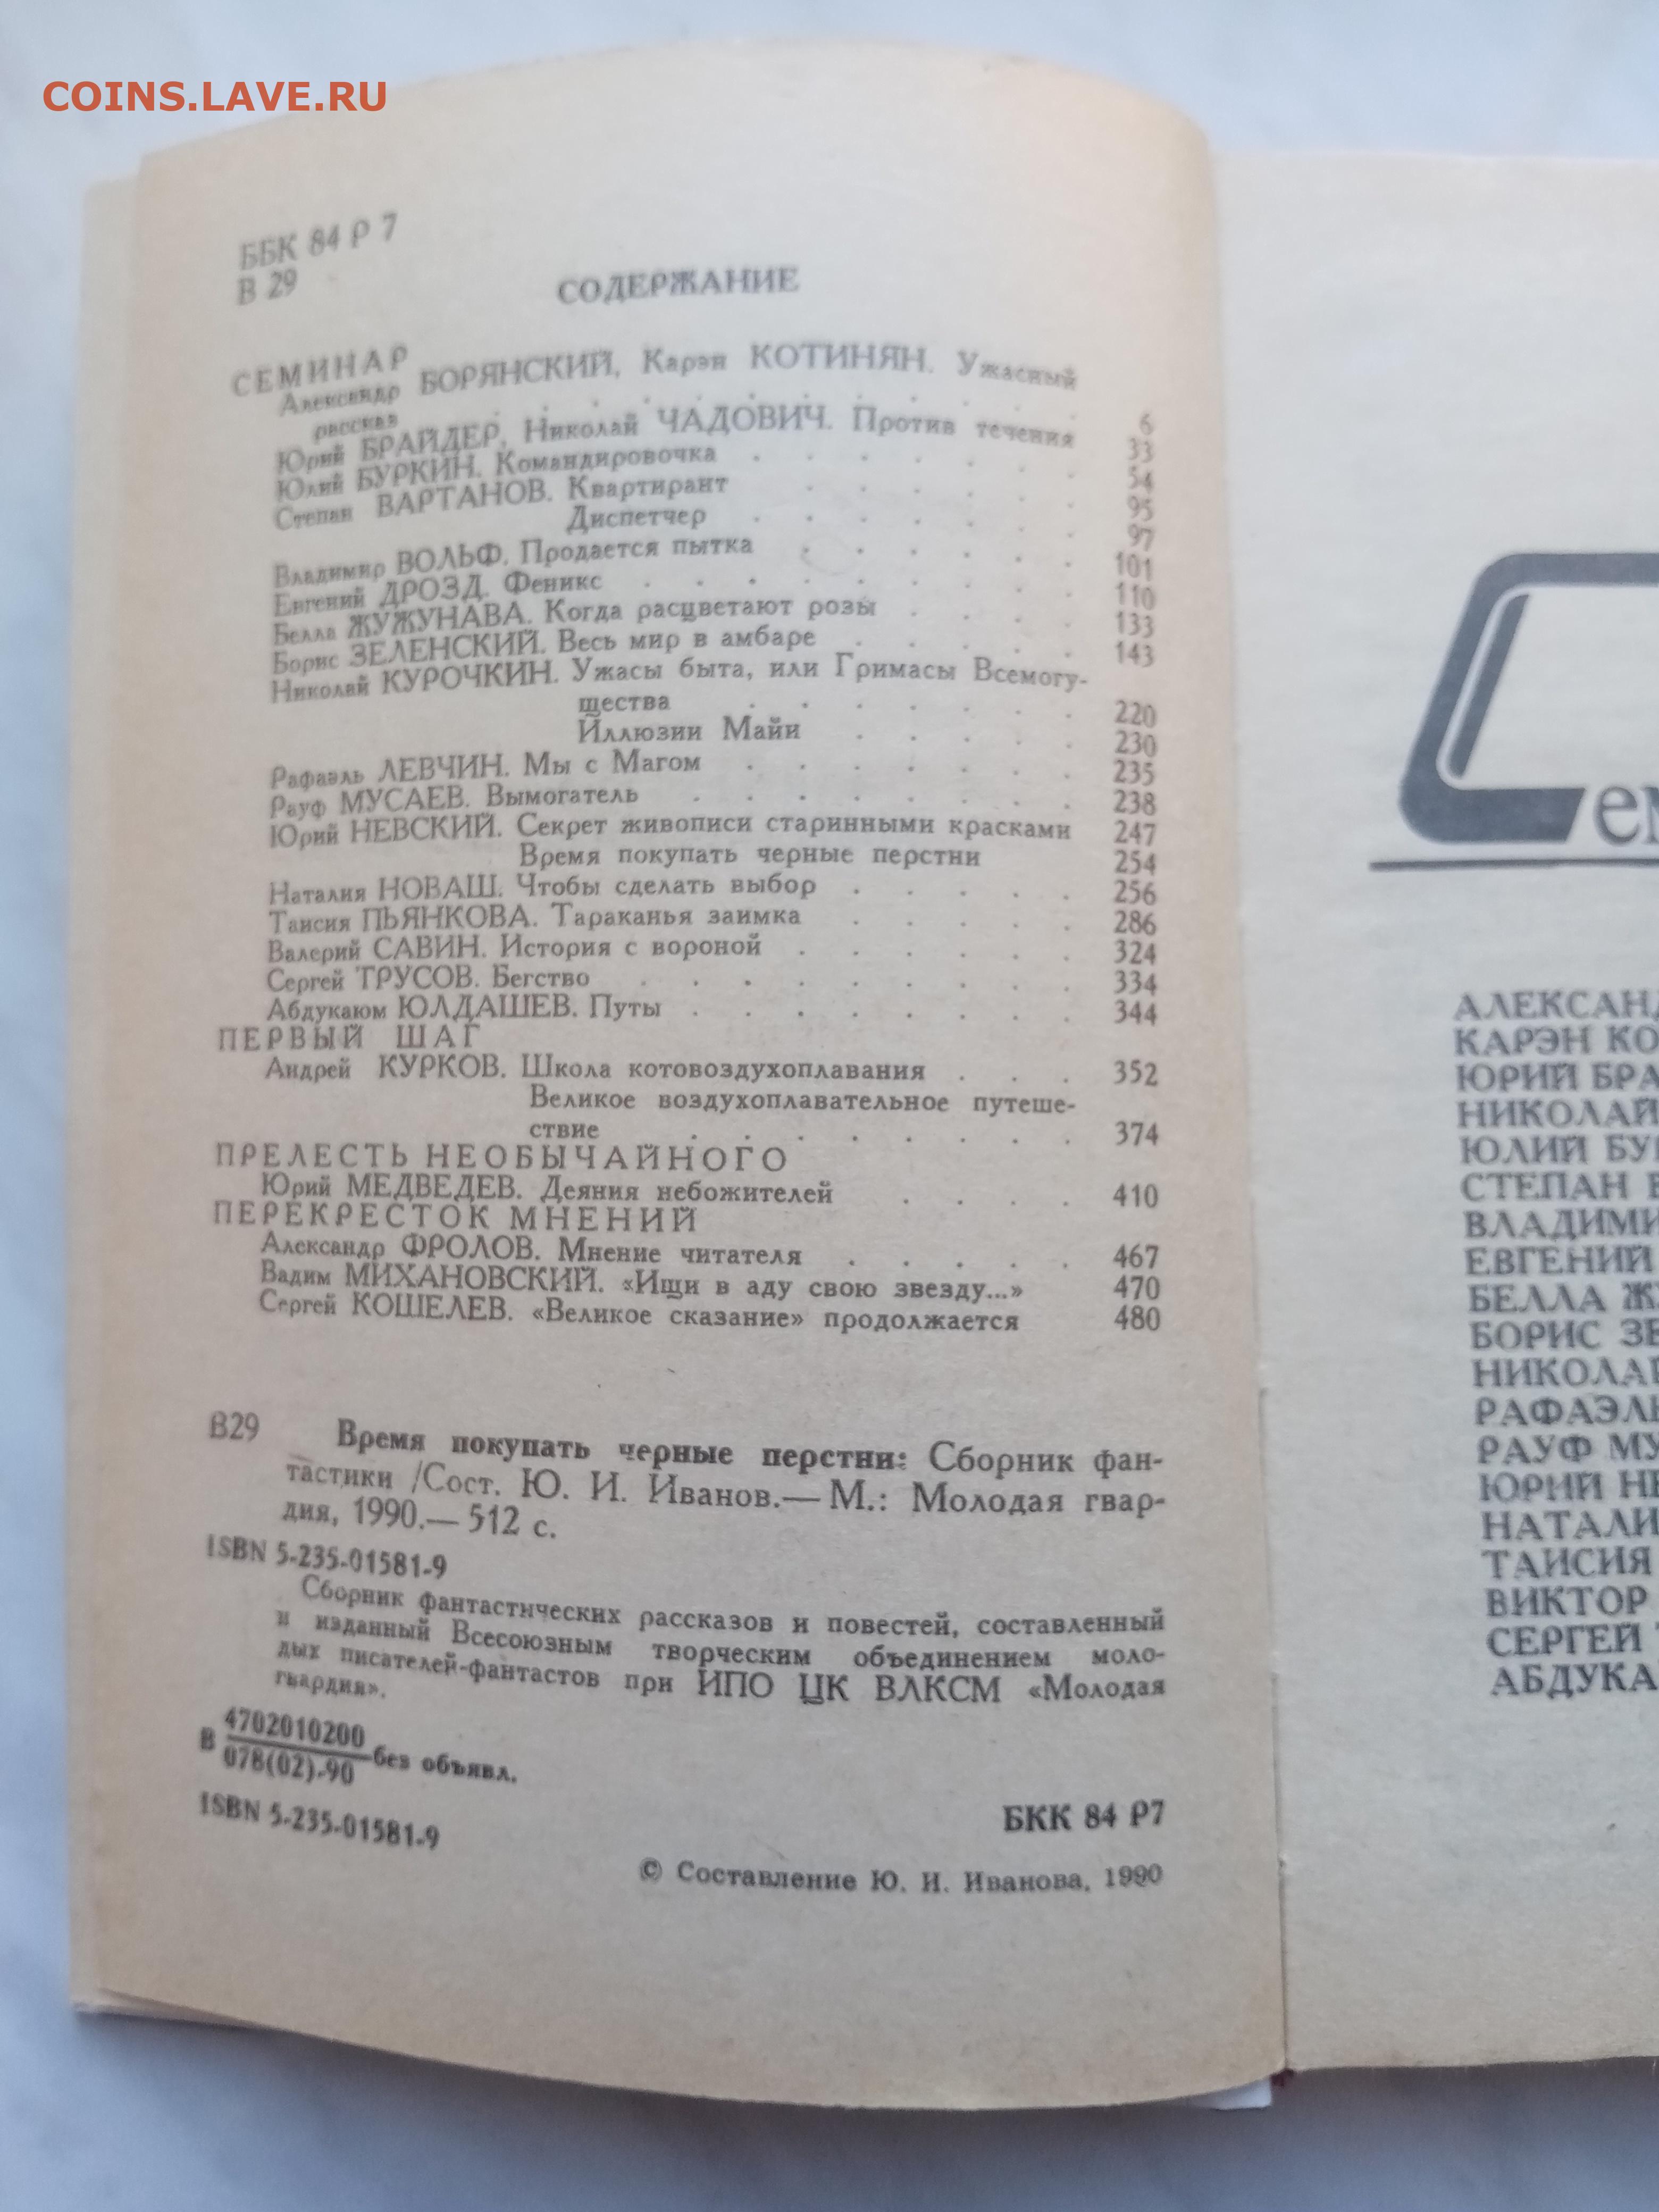 COINS.LAVE.RU
ББК 84 Р 7
В 29
СОДЕРЖАНИЕ
СЕМИНАР
Александр БОРЯНСКИЙ, Карэн КОТИНЯН. Ужасный
рассказ . . . . . . . . . 6
Юрий БРАЙДЕР, Николай ЧАДОВИЧ. Против течения 33
Юлий БУРКИН. Командировочка . . . . . . . 54
Степан ВАРТАНОВ. Квартирант . . . . . . 95
Диспетчер . . . . . . . 97
Владимир ВОЛЬФ. Продается пытка . . . . . . 101
Евгений ДРОЗД. Феникс . . . . . . . . . 110
Белла ЖУЖУНАВА. Когда расцветают розы . . . . 133
Борис ЗЕЛЕНСКИЙ. Весь мир в амбаре . . . . . 143
Николай КУРОЧКИН. Ужасы быта, или Гримасы Всемогу-
щества . . . . . . . 220
Иллюзии Майи . . . . . 230
Рафаэль ЛЕВЧИН. Мы с Магом . . . . . . . 235
Рауф МУСАЕВ. Вымогатель . . . . . . . . 238
Юрий НЕВСКИЙ. Секрет живописи старинными красками 247
Время покупать черные перстни 254
Наталия НОВАШ. Чтобы сделать выбор . . . . . 256
Таисия ПЬЯНКОВА. Тараканья заимка . . . . . 286
Валерий САВИН. История с вороной . . . . . . 324
Сергей ТРУСОВ. Бегство . . . . . . . . . 334
Абдукаюм ЮЛДАШЕВ. Путы . . . . . . . . 344
ПЕРВЫЙ ШАГ
Андрей КУРКОВ. Школа котовоздухоплавания . . . 352
Великое воздухоплавательное путеше-
ствие . . . . . . . . 374
ПРЕЛЕСТЬ НЕОБЫЧАЙНОГО
Юрий МЕДВЕДЕВ. Деяния небожителей . . . . 410
ПЕРЕКРЕСТОК МНЕНИЙ
Александр ФРОЛОВ. Мнение читателя . . . . . 467
Вадим МИХАНОВСКИЙ. «Ищи в аду свою звезду...» 470
Сергей КОШЕЛЕВ. «Великое сказание» продолжается 480
В29 Время покупать черные перстни: Сборник фан-
тастики /Сост. Ю. И. Иванов.— М.: Молодая гвар-
дия, 1990.— 512 с.
ISBN 5-235-01581-9
Сборник фантастических рассказов и повестей, составленный
и изданный Всесоюзным творческим объединением моло-
дых писателей-фантастов при ИПО ЦК ВЛКСМ «Молодая
гвардия».
В 4702010200
078(02)-90 без объявл.
ISBN 5-235-01581-9
БКК 84 Р7
© Составление Ю. И. Иванова, 1990
Сем
АЛЕКСАНД
КАРЭН КО
ЮРИЙ БРА
НИКОЛАЙ
ЮЛИЙ БУ
СТЕПАН
ВЛАДИМИ
ЕВГЕНИЙ
БЕЛЛА Ж
БОРИС ЗЕ
НИКОЛА
РАФАЭЛ
РАУФ МУ
ЮРИЙ НЕ
НАТАЛИ
ТАИСИЯ
ВИКТОР
СЕРГЕЙ
АБДУКА